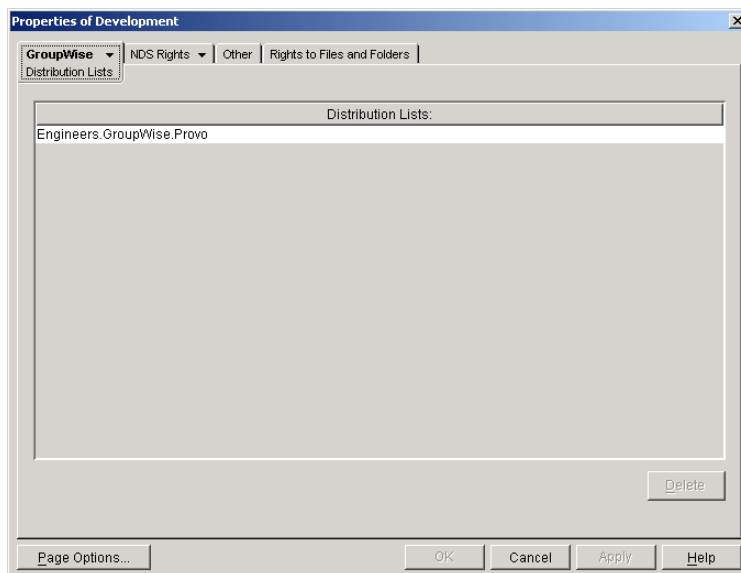 Properties of Development
GroupWise NDS Rights Other Rights to Files and Folders
Distribution Lists
Distribution Lists:
Engineers.GroupWise.Provo
Delete
Page Options... OK Cancel Apply Help